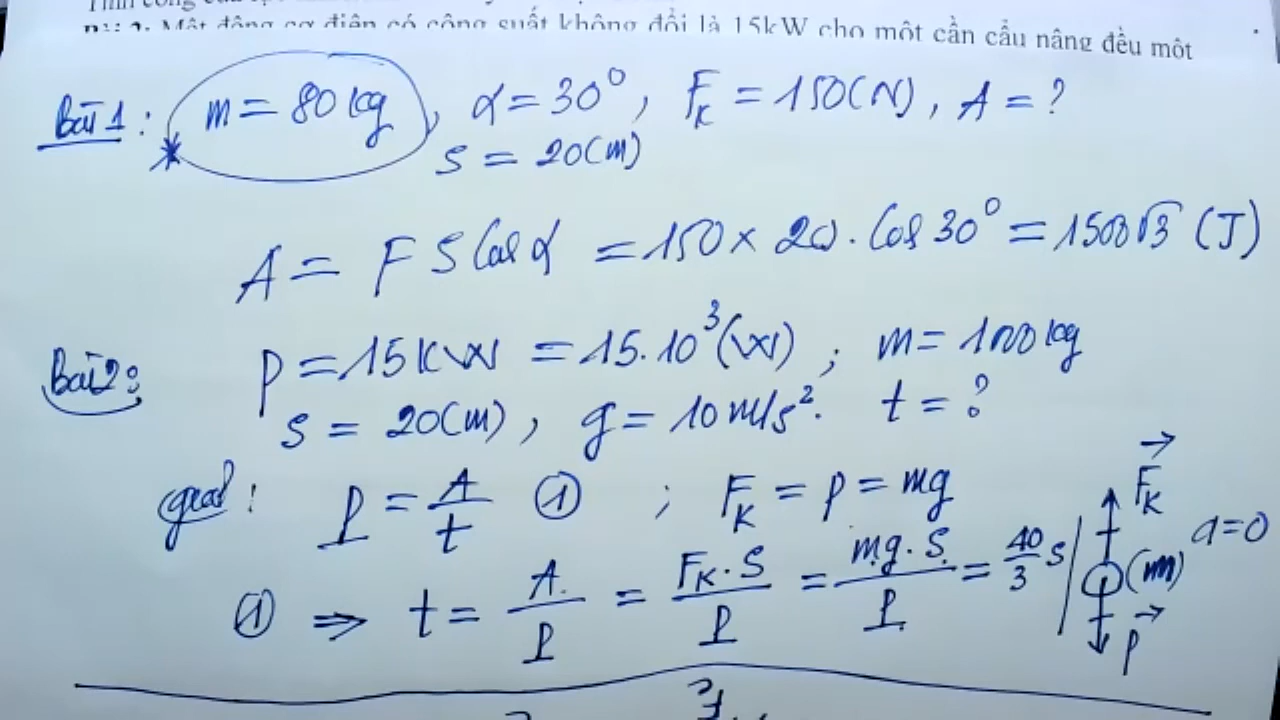 một động cơ điện có công suất không đổi là 15kW cho một cần cẩu nâng đều một
Bài 1: m = 80 kg, α = 30°, F_K = 150(N), A = ?
S = 20(m)
A = F S Cos α = 150 × 20. Cos 30° = 1500√3 (J)
Bài 2: P = 15 KW = 15.10³(W) ; m = 1000 kg
S = 20(m), g = 10 m/s². t = ?
giải: P = A/t ① ; F_K = P = mg
① ⇒ t = A/P = F_K.S/P = mg.S/P = 40/3 s
F_K
a=0
(m)
P